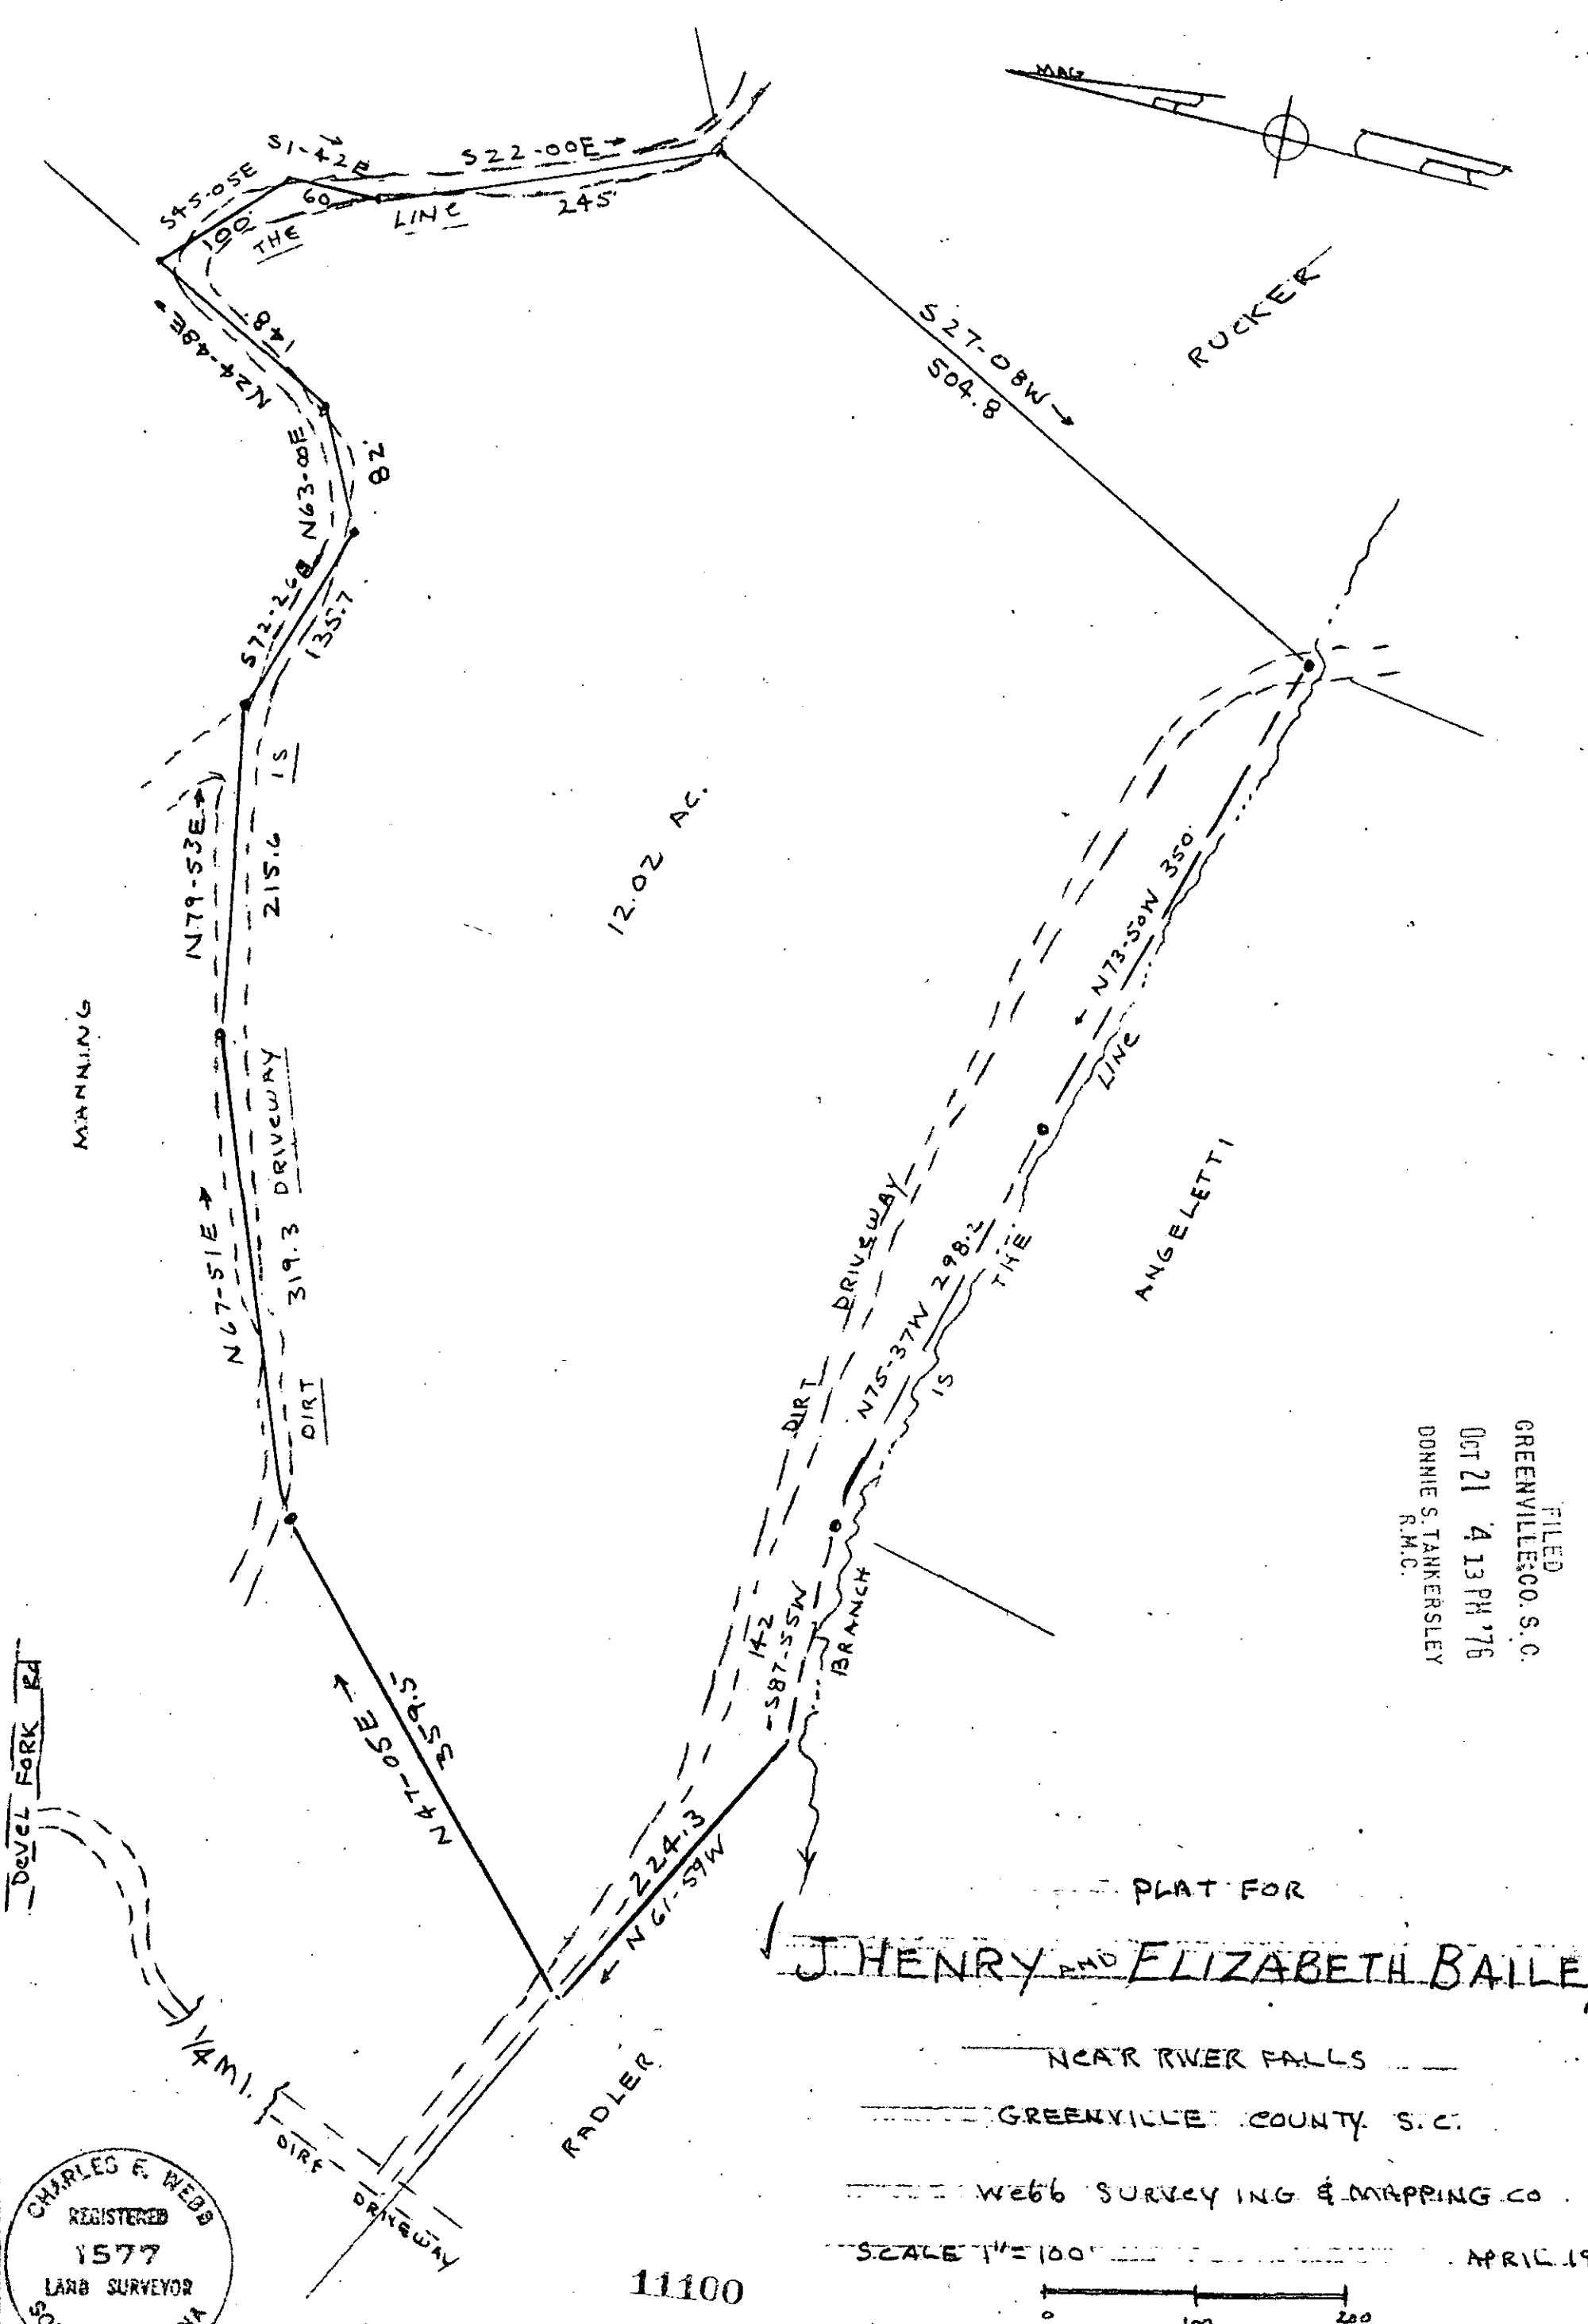 MAG
S1-42E
S22-00E
S45-05E
100'
60
THE
LINE
245'
N24-48E
148'
S27-08W
504.8
RUCKER
N63-00E
82'
S72-26E
135.7
IS
N79-53E
215.6
12.02 AC.
N73-50W 350'
LINE
MANNING
DRIVEWAY
N67-51E
319.3
DIRT
DRIVEWAY
DIRT
N75-37W 298.2
THE
IS
ANGELETTI
FILED
GREENVILLE CO. S. C.
OCT 21 4 13 PM '76
DONNIE S. TANKERSLEY
R.M.C.
142
S87-55W
BRANCH
N47-05E
359.5
DEVEL FORK Rd
224.3
N61-59W
1/4 MI.
DIRT
DRIVEWAY
RADLER
PLAT FOR
J. HENRY AND ELIZABETH BAILE
NEAR RIVER FALLS
GREENVILLE COUNTY S.C.
WEBB SURVEYING & MAPPING CO
SCALE 1"=100'
APRIL 19
0 100 200
CHARLES F. WEBB
REGISTERED
1577
LAND SURVEYOR
11100